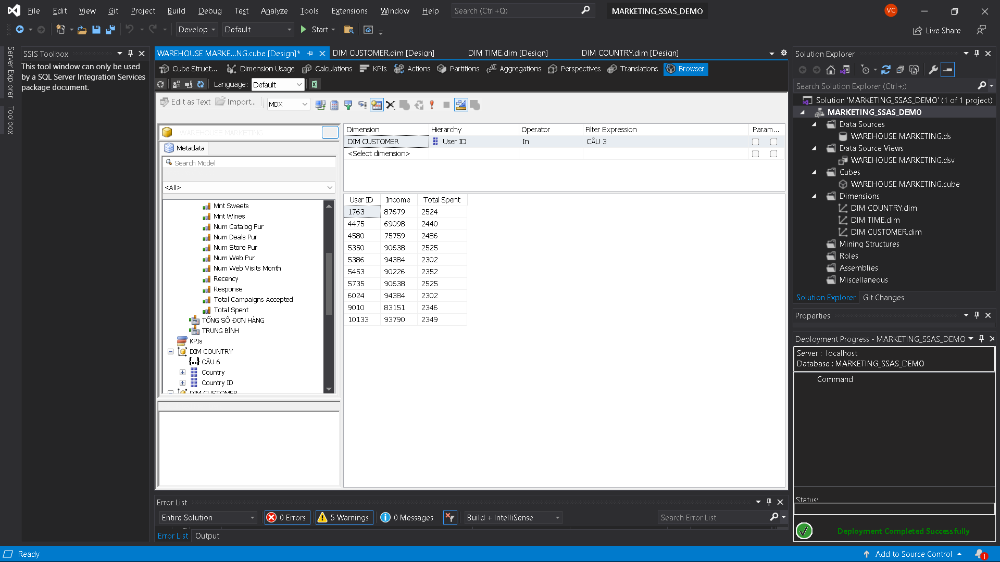 File Edit View Git Project Build Debug Test Analyze Tools Extensions Window Help Search (Ctrl+Q) MARKETING_SSAS_DEMO VC
Develop Default Start Live Share
Server Explorer
Toolbox
SSIS Toolbox
This tool window can only be used
by a SQL Server Integration Services
package document.
WAREHOUSE MARKE...NG.cube [Design]* DIM CUSTOMER.dim [Design] DIM TIME.dim [Design] DIM COUNTRY.dim [Design]
Cube Struct... Dimension Usage Calculations KPIs Actions Partitions Aggregations Perspectives Translations Browser
Language: Default
Edit as Text Import... MDX
WAREHOUSE MARKETING
Metadata
Search Model
<All>
Mnt Sweets
Mnt Wines
Num Catalog Pur
Num Deals Pur
Num Store Pur
Num Web Pur
Num Web Visits Month
Recency
Response
Total Campaigns Accepted
Total Spent
TỔNG SỐ ĐƠN HÀNG
TRUNG BÌNH
KPIs
DIM COUNTRY
CÂU 6
Country
Country ID
DIM CUSTOMER
Dimension Hierarchy Operator Filter Expression Param...
DIM CUSTOMER User ID In CÂU 3
<Select dimension>
User ID Income Total Spent
1763 87679 2524
4475 69098 2440
4580 75759 2486
5350 90638 2525
5386 94384 2302
5453 90226 2352
5735 90638 2525
6024 94384 2302
9010 83151 2346
10133 93790 2349
Error List
Entire Solution 0 Errors 5 Warnings 0 Messages Build + IntelliSense Search Error List
Error List Output
Solution Explorer
Search Solution Explorer (Ctrl+;)
Solution 'MARKETING_SSAS_DEMO' (1 of 1 project)
MARKETING_SSAS_DEMO
Data Sources
WAREHOUSE MARKETING.ds
Data Source Views
WAREHOUSE MARKETING.dsv
Cubes
WAREHOUSE MARKETING.cube
Dimensions
DIM COUNTRY.dim
DIM TIME.dim
DIM CUSTOMER.dim
Mining Structures
Roles
Assemblies
Miscellaneous
Solution Explorer Git Changes
Properties
Deployment Progress - MARKETING_SSAS_DEMO
Server : localhost
Database : MARKETING_SSAS_DEMO
Command
Status:
Deployment Completed Successfully
Ready Add to Source Control 1